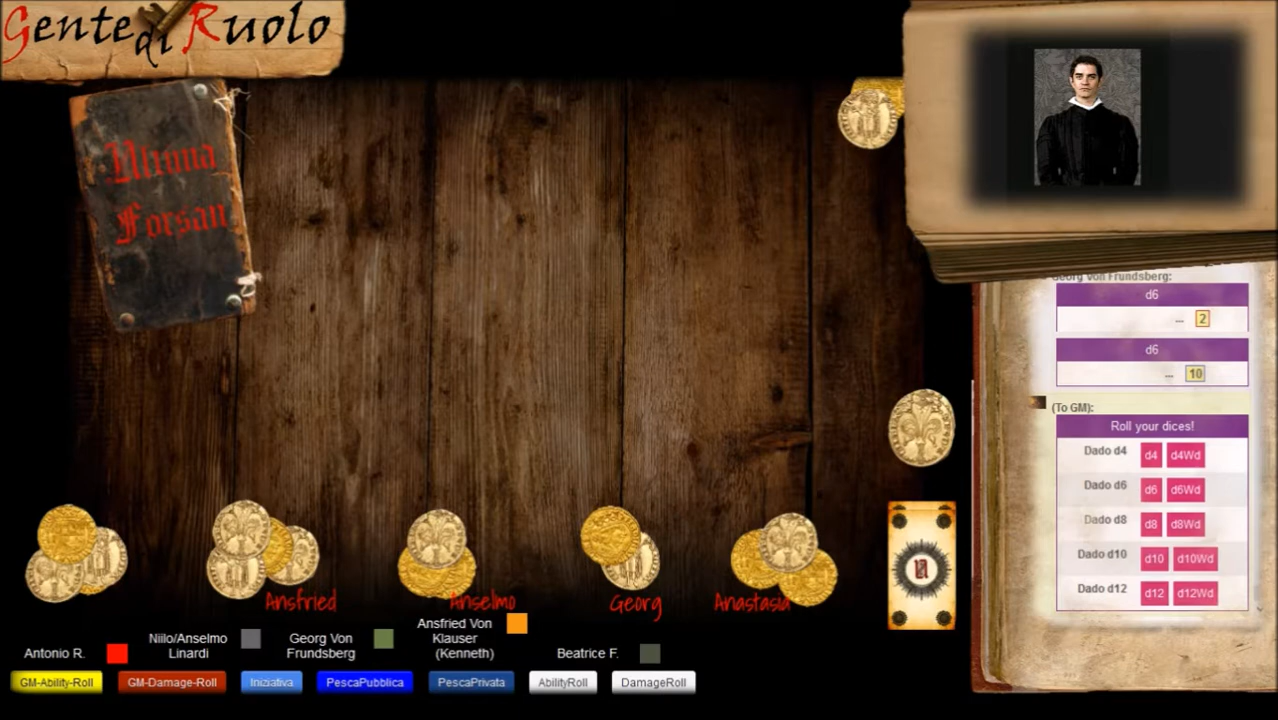 Gente di Ruolo
Ultima
Forsan
Georg Von Frundsberg:
d6
... 2
d6
... 10
(To GM):
Roll your dices!
Dado d4 d4 d4Wd
Dado d6 d6 d6Wd
Dado d8 d8 d8Wd
Dado d10 d10 d10Wd
Dado d12 d12 d12Wd
Ansfried
Anselmo
Georg
Anastasia
Antonio R.
Niilo/Anselmo
Linardi
Georg Von
Frundsberg
Ansfried Von
Klauser
(Kenneth)
Beatrice F.
GM-Ability-Roll
GM-Damage-Roll
Iniziativa
PescaPubblica
PescaPrivata
AbilityRoll
DamageRoll